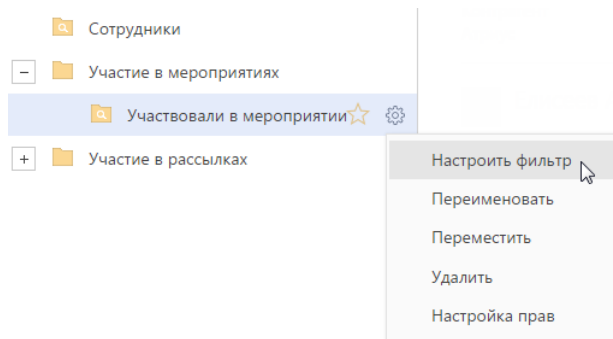 Сотрудники
Участие в мероприятиях
Участвовали в мероприятии
Участие в рассылках
Настроить фильтр
Переименовать
Переместить
Удалить
Настройка прав